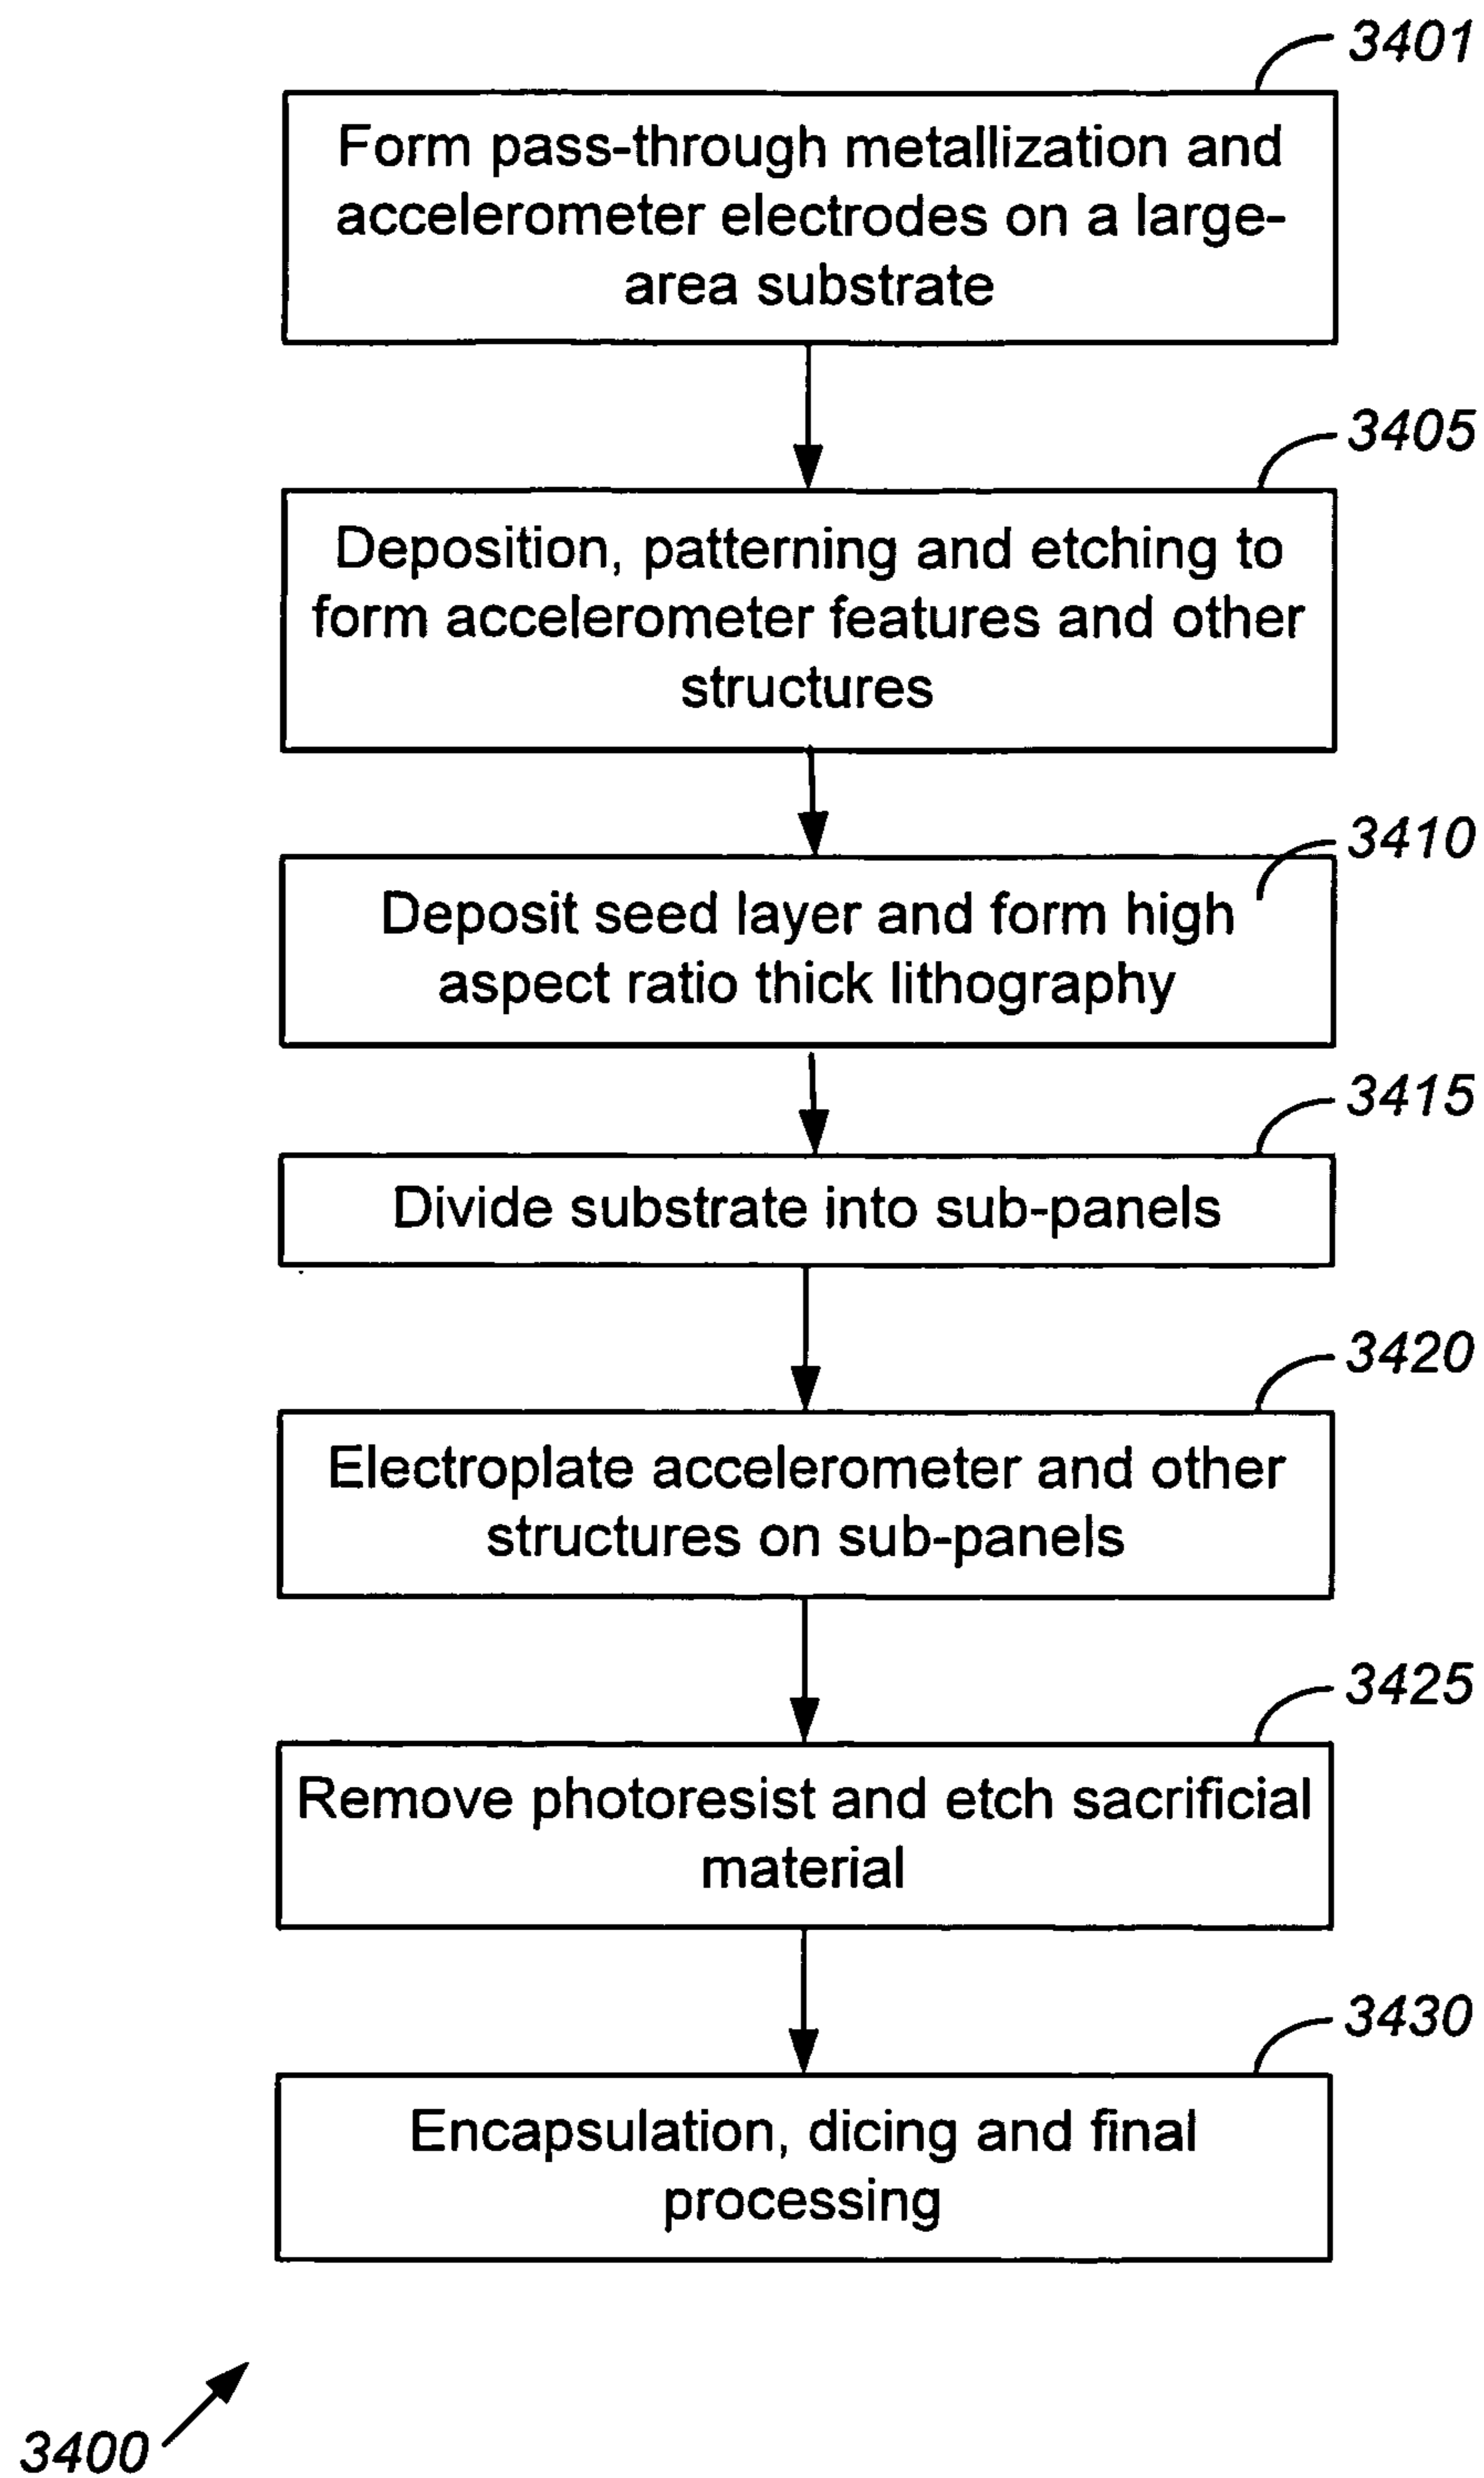 3401
Form pass-through metallization and
accelerometer electrodes on a large-
area substrate
3405
Deposition, patterning and etching to
form accelerometer features and other
structures
3410
Deposit seed layer and form high
aspect ratio thick lithography
3415
Divide substrate into sub-panels
3420
Electroplate accelerometer and other
structures on sub-panels
3425
Remove photoresist and etch sacrificial
material
3430
Encapsulation, dicing and final
processing
3400